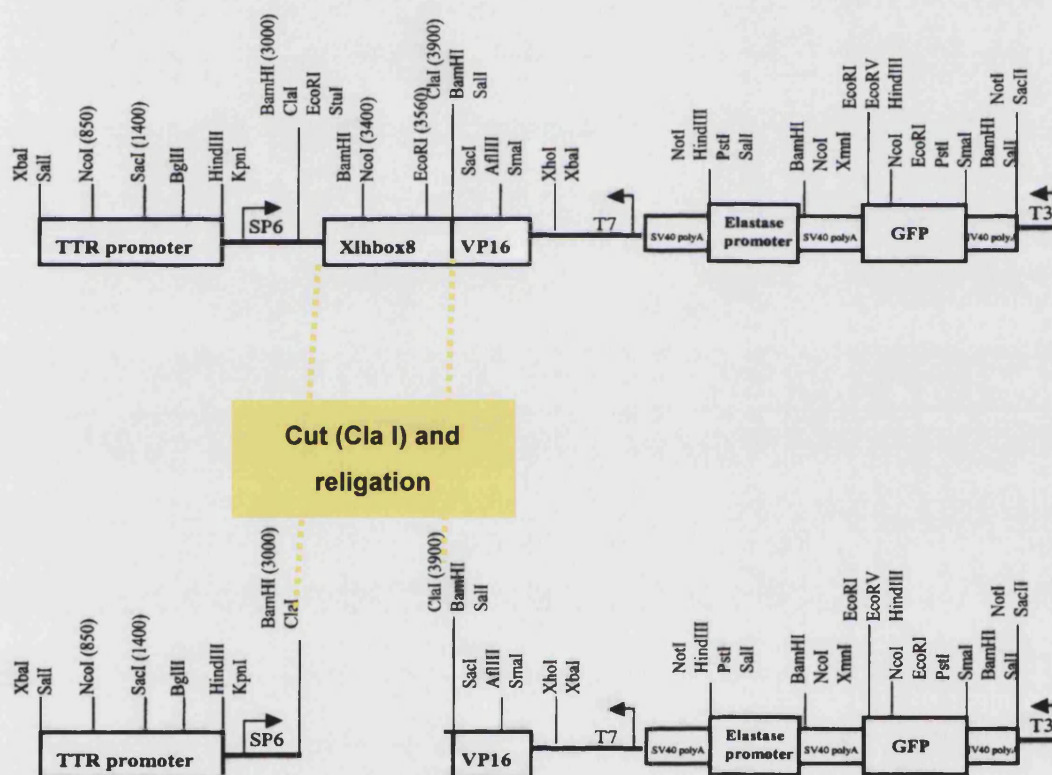 XbaI
SalI
NcoI (850)
SacI (1400)
BglII
HindIII
KpnI
BamHI (3000)
ClaI
EcoRI
StuI
BamHI
NcoI (3400)
EcoRI (3560)
ClaI (3900)
BamHI
SalI
SacI
AflIII
SmaI
XhoI
XbaI
NotI
HindIII
PstI
SalI
BamHI
NcoI
XmnI
EcoRI
EcoRV
HindIII
NcoI
EcoRI
PstI
SmaI
BamHI
SalI
NotI
SacII
TTR promoter
SP6
Xlhbox8
VP16
T7
SV40 polyA
Elastase
promoter
SV40 polyA
GFP
IV40 polyA
T3
Cut (Cla I) and
religation
XbaI
SalI
NcoI (850)
SacI (1400)
BglII
HindIII
KpnI
BamHI (3000)
ClaI
ClaI (3900)
BamHI
SalI
SacI
AflIII
SmaI
XhoI
XbaI
NotI
HindIII
PstI
SalI
BamHI
NcoI
XmnI
EcoRI
EcoRV
HindIII
NcoI
EcoRI
PstI
SmaI
BamHI
SalI
NotI
SacII
TTR promoter
SP6
VP16
T7
SV40 polyA
Elastase
promoter
SV40 polyA
GFP
IV40 polyA
T3